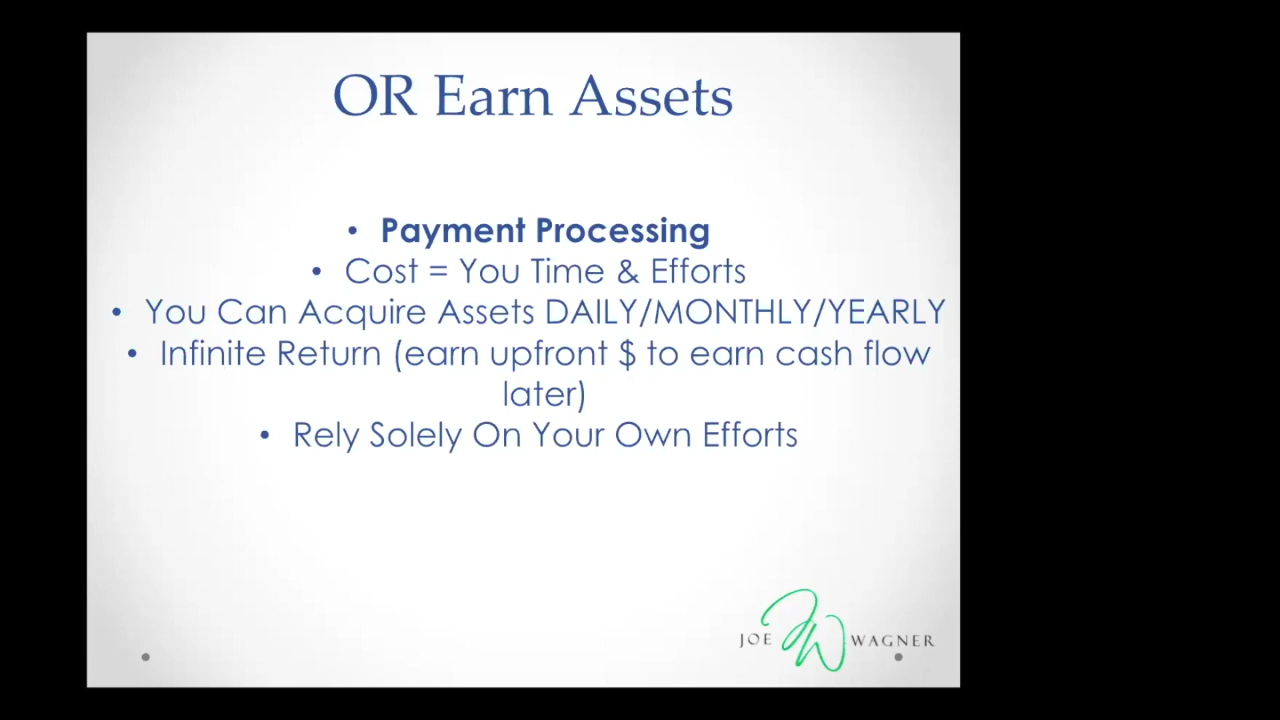 OR Earn Assets
• Payment Processing
• Cost = You Time & Efforts
• You Can Acquire Assets DAILY/MONTHLY/YEARLY
• Infinite Return (earn upfront $ to earn cash flow
later)
• Rely Solely On Your Own Efforts
JOE JW WAGNER